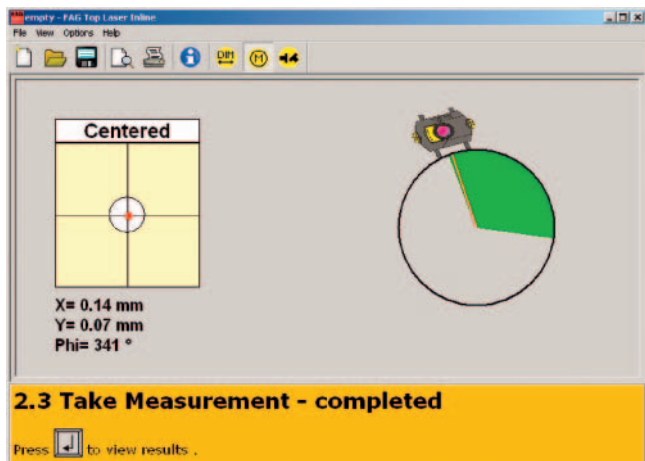 empty - FAG Top Laser Inline
File View Options Help
DIM
M
Centered
X= 0.14 mm
Y= 0.07 mm
Phi= 341 °
2.3 Take Measurement - completed
Press to view results .